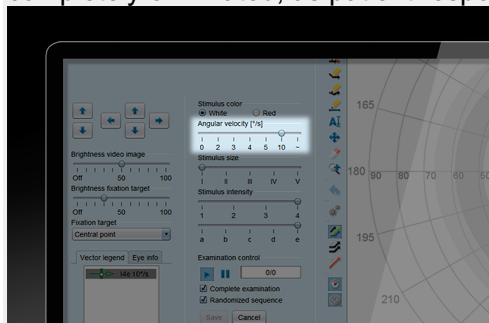 Stimulus color
White Red
Angular velocity [°/s]
0 2 3 4 5 10 ~
Brightness video image
Off 50 100
Stimulus size
I II III IV V
Brightness fixation target
Off 50 100
Stimulus intensity
1 2 3 4
a b c d e
Fixation target
Central point
Vector legend Eye info
I4e 10°/s
Examination control
0/0
Complete examination
Randomized sequence
Save Cancel
AI
165
180 90 80 70 60
195
210